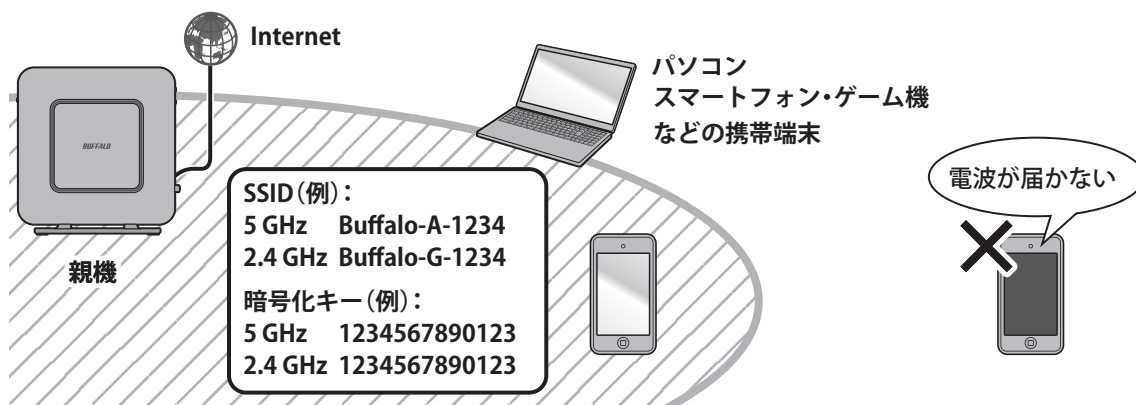 Internet
パソコン
スマートフォン・ゲーム機
などの携帯端末
BUFFALO
親機
SSID（例）：
5 GHz Buffalo-A-1234
2.4 GHz Buffalo-G-1234
暗号化キー（例）：
5 GHz 1234567890123
2.4 GHz 1234567890123
電波が届かない